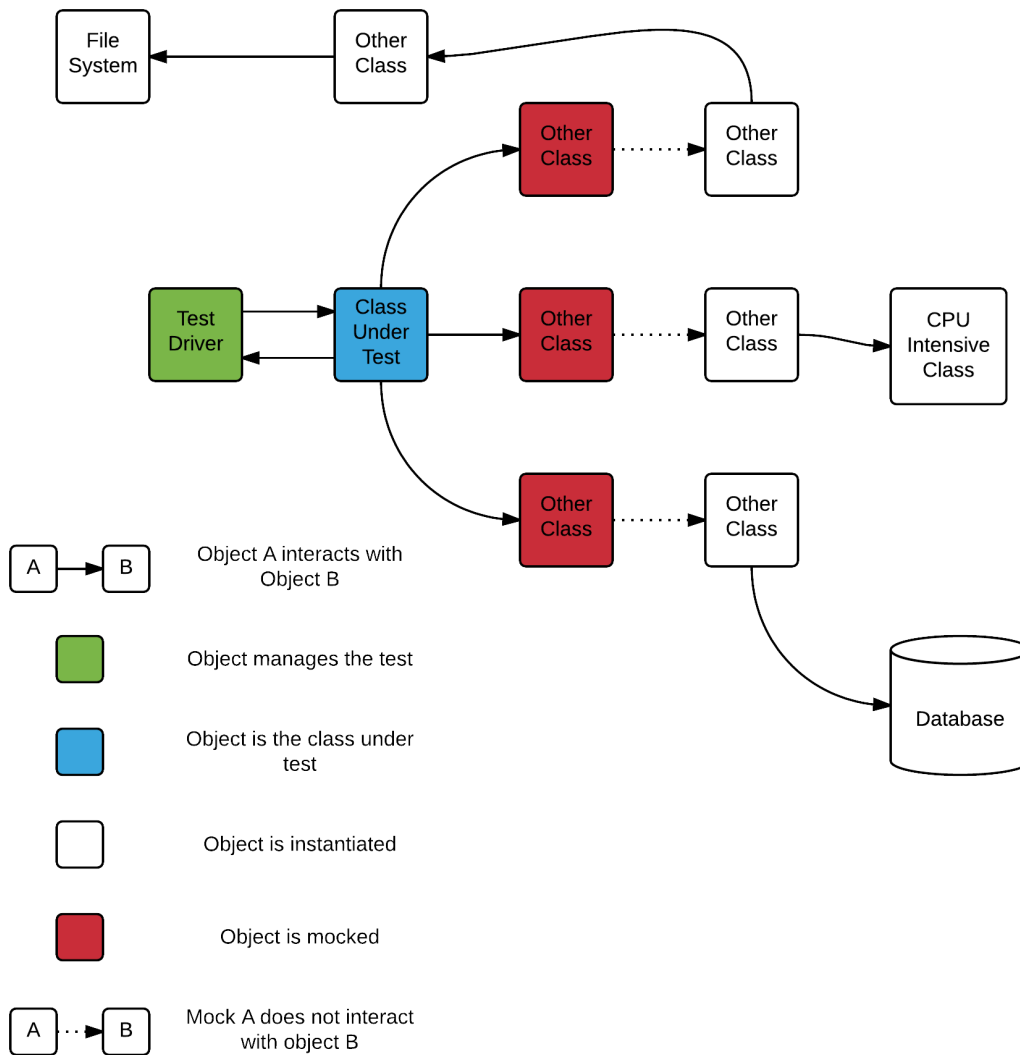 File
System
Other
Class
Other
Class
Other
Class
Test
Driver
Class
Under
Test
Other
Class
Other
Class
CPU
Intensive
Class
Other
Class
Other
Class
Database
A
B
Object A interacts with
Object B
Object manages the test
Object is the class under
test
Object is instantiated
Object is mocked
A
B
Mock A does not interact
with object B